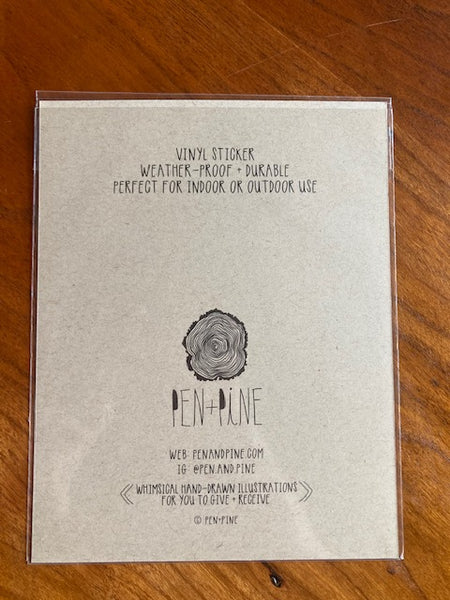 VINYL STICKER
WEATHER-PROOF + DURABLE
PERFECT FOR INDOOR OR OUTDOOR USE
PEN+PiNE
WEB: PENANDPINE.COM
IG: @PEN.AND.PINE
WHIMSICAL HAND-DRAWN ILLUSTRATIONS
FOR YOU TO GIVE + RECEIVE
© PEN+PINE